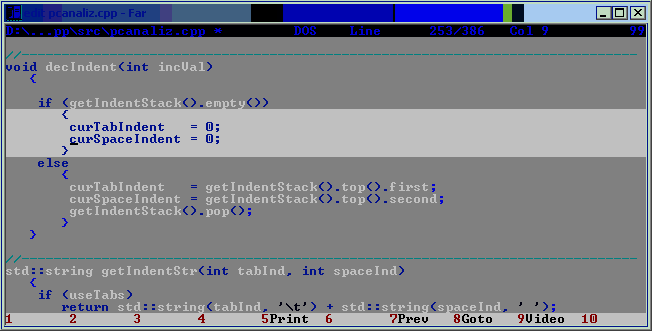 edit pcanaliz.cpp - Far
D:\...pp\src\pcanaliz.cpp * DOS Line 253/386 Col 9 99
//------------------------------------------------------------------------------
void decIndent(int incVal)
   {

    if (getIndentStack().empty())
       {
        curTabIndent   = 0;
        curSpaceIndent = 0;
       }
    else
       {
        curTabIndent   = getIndentStack().top().first;
        curSpaceIndent = getIndentStack().top().second;
        getIndentStack().pop();
       }
   }

//------------------------------------------------------------------------------
std::string getIndentStr(int tabInd, int spaceInd)
   {
    if (useTabs)
       return std::string(tabInd, '\t') + std::string(spaceInd, ' ');
1 2 3 4 5Print 6 7Prev 8Goto 9Video 10